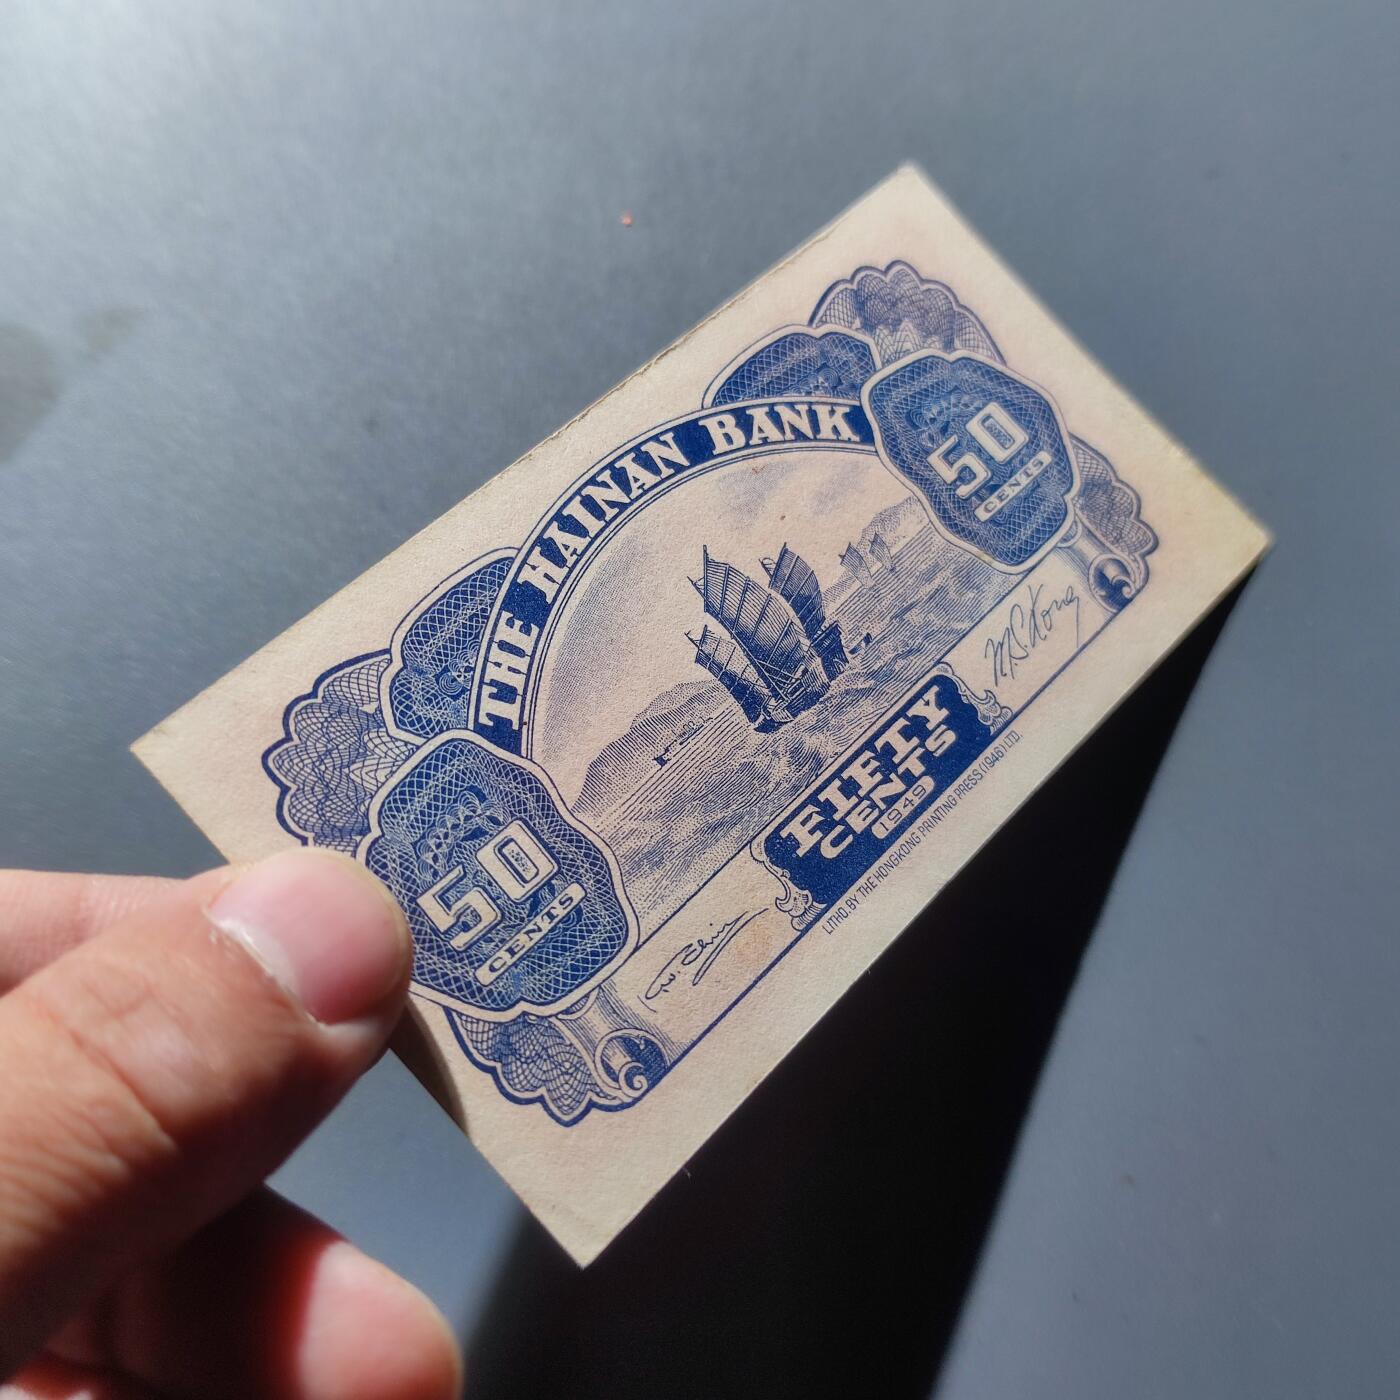 THE HAINAN BANK
50
CENTS
50
CENTS
FIFTY
CENTS
1949
LITHO. BY THE HONGKONG PRINTING PRESS (1946) LTD.